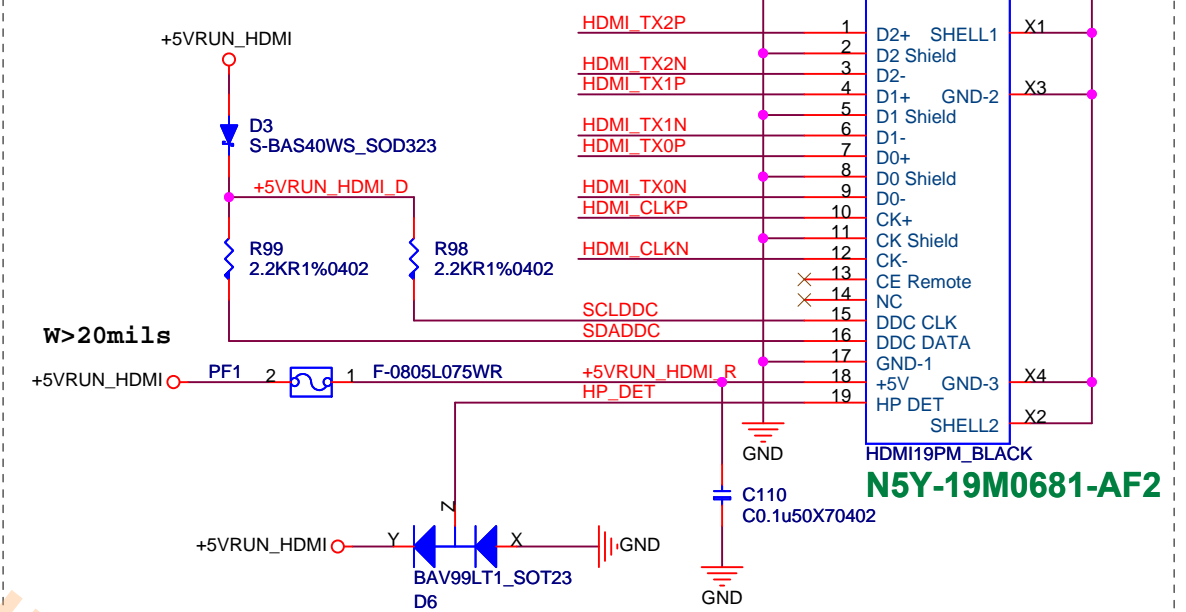 HDMI_TX2P
1
D2+
SHELL1
X1
+5VRUN_HDMI
2
D2 Shield
HDMI_TX2N
3
D2-
HDMI_TX1P
4
D1+
GND-2
X3
5
D1 Shield
D3
S-BAS40WS_SOD323
HDMI_TX1N
6
D1-
HDMI_TX0P
7
D0+
8
D0 Shield
+5VRUN_HDMI_D
HDMI_TX0N
9
D0-
HDMI_CLKP
10
CK+
11
CK Shield
R99
2.2KR1%0402
R98
2.2KR1%0402
HDMI_CLKN
12
CK-
13
CE Remote
14
NC
SCLDDC
15
DDC CLK
W>20mils
SDADDC
16
DDC DATA
17
GND-1
+5VRUN_HDMI
PF1
2
1
F-0805L075WR
+5VRUN_HDMI_R
18
+5V
GND-3
X4
HP_DET
19
HP DET
SHELL2
X2
GND
HDMI19PM_BLACK
N5Y-19M0681-AF2
C110
C0.1u50X70402
Z
+5VRUN_HDMI
Y
X
GND
BAV99LT1_SOT23
D6
GND